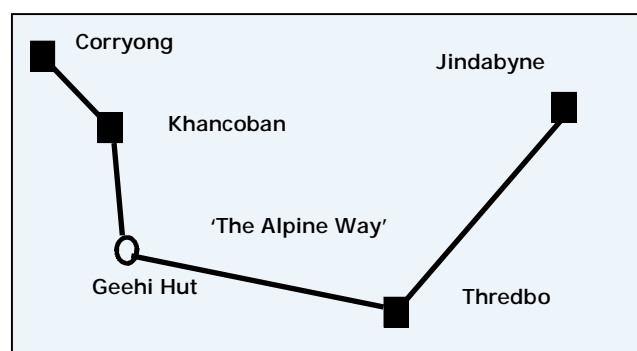 Corryong
Jindabyne
Khancoban
‘The Alpine Way’
Geehi Hut
Thredbo